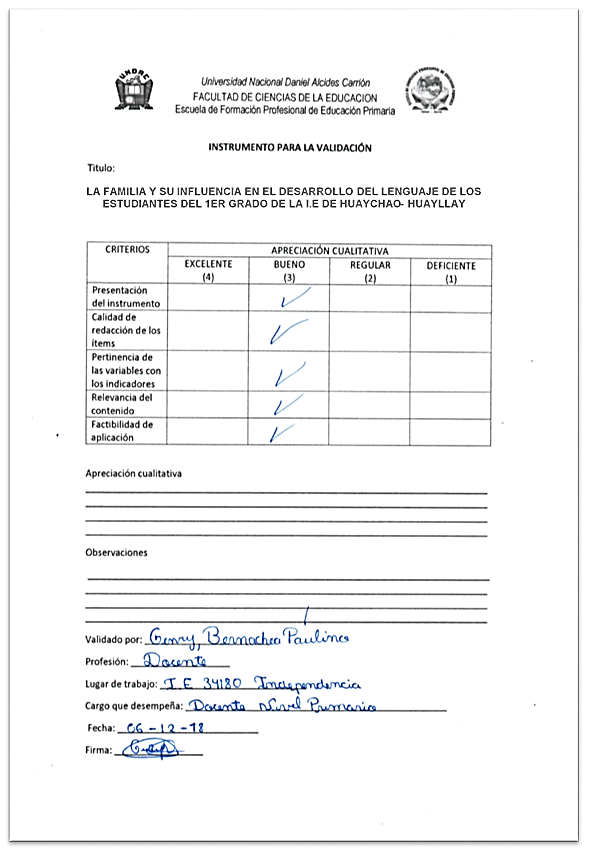 UNDAC
Universidad Nacional Daniel Alcides Carrión
FACULTAD DE CIENCIAS DE LA EDUCACION
Escuela de Formación Profesional de Educación Primaria
INSTRUMENTO PARA LA VALIDACIÓN
Titulo:
LA FAMILIA Y SU INFLUENCIA EN EL DESARROLLO DEL LENGUAJE DE LOS
ESTUDIANTES DEL 1ER GRADO DE LA I.E DE HUAYCHAO- HUAYLLAY
CRITERIOS APRECIACIÓN CUALITATIVA
EXCELENTE (4) BUENO (3) REGULAR (2) DEFICIENTE (1)
Presentación
del instrumento ✓
Calidad de
redacción de los
ítems ✓
Pertinencia de
las variables con
los indicadores ✓
Relevancia del
contenido ✓
Factibilidad de
aplicación ✓
Apreciación cualitativa
Observaciones
Validado por: Genry, Bernachea Paulino
Profesión: Docente
Lugar de trabajo: I.E 34180 Independencia
Cargo que desempeña: Docente Nivel Primaria
Fecha: 06-12-18
Firma: